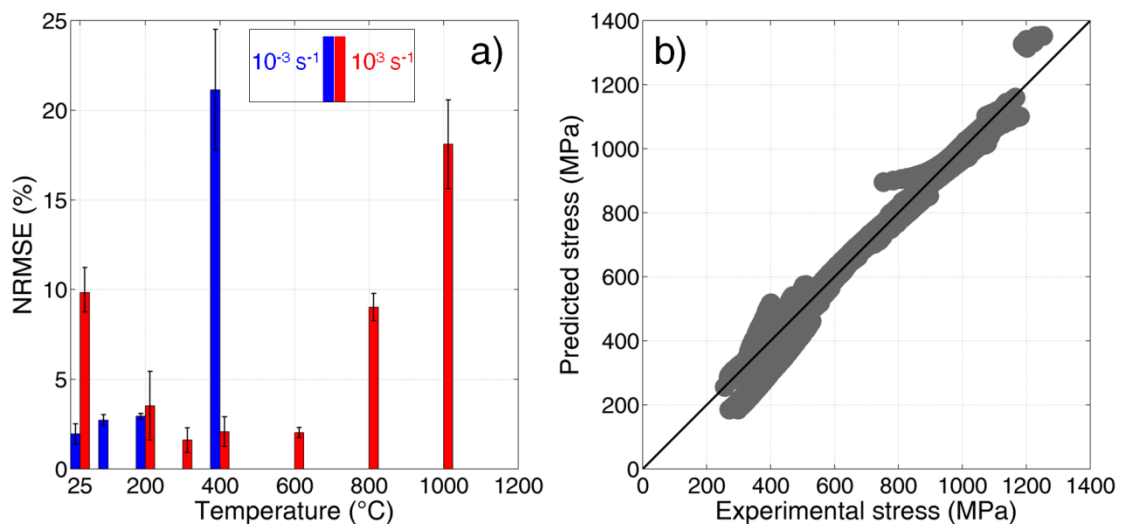 a)
10⁻³ s⁻¹
10³ s⁻¹
25
20
15
10
5
0
NRMSE (%)
25 200 400 600 800 1000 1200
Temperature (°C)
b)
1400
1200
1000
800
600
400
200
0
Predicted stress (MPa)
0 200 400 600 800 1000 1200 1400
Experimental stress (MPa)